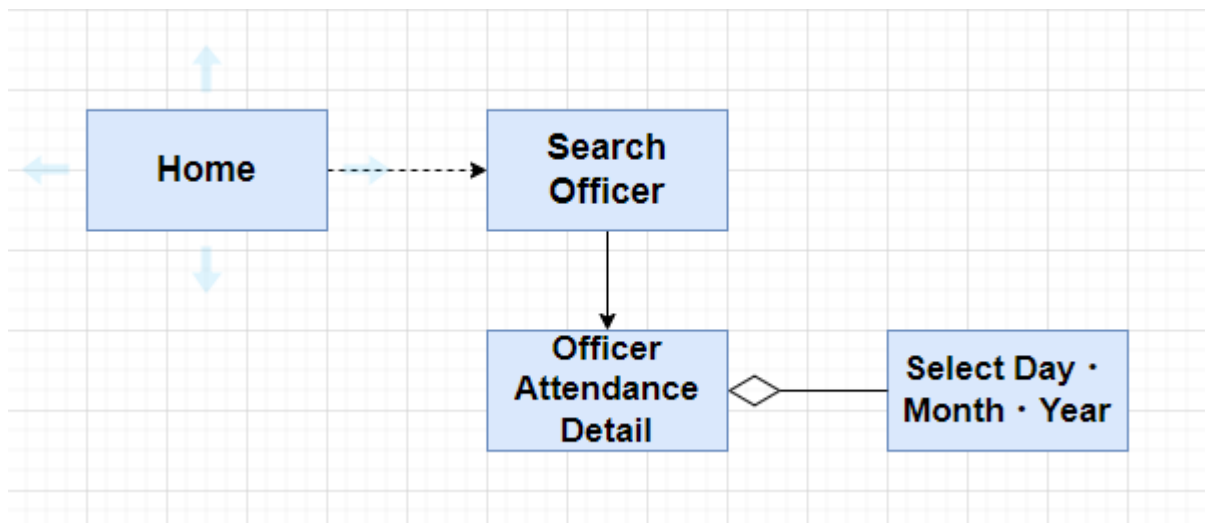 Home
Search
Officer
Officer
Attendance
Detail
Select Day・
Month・Year